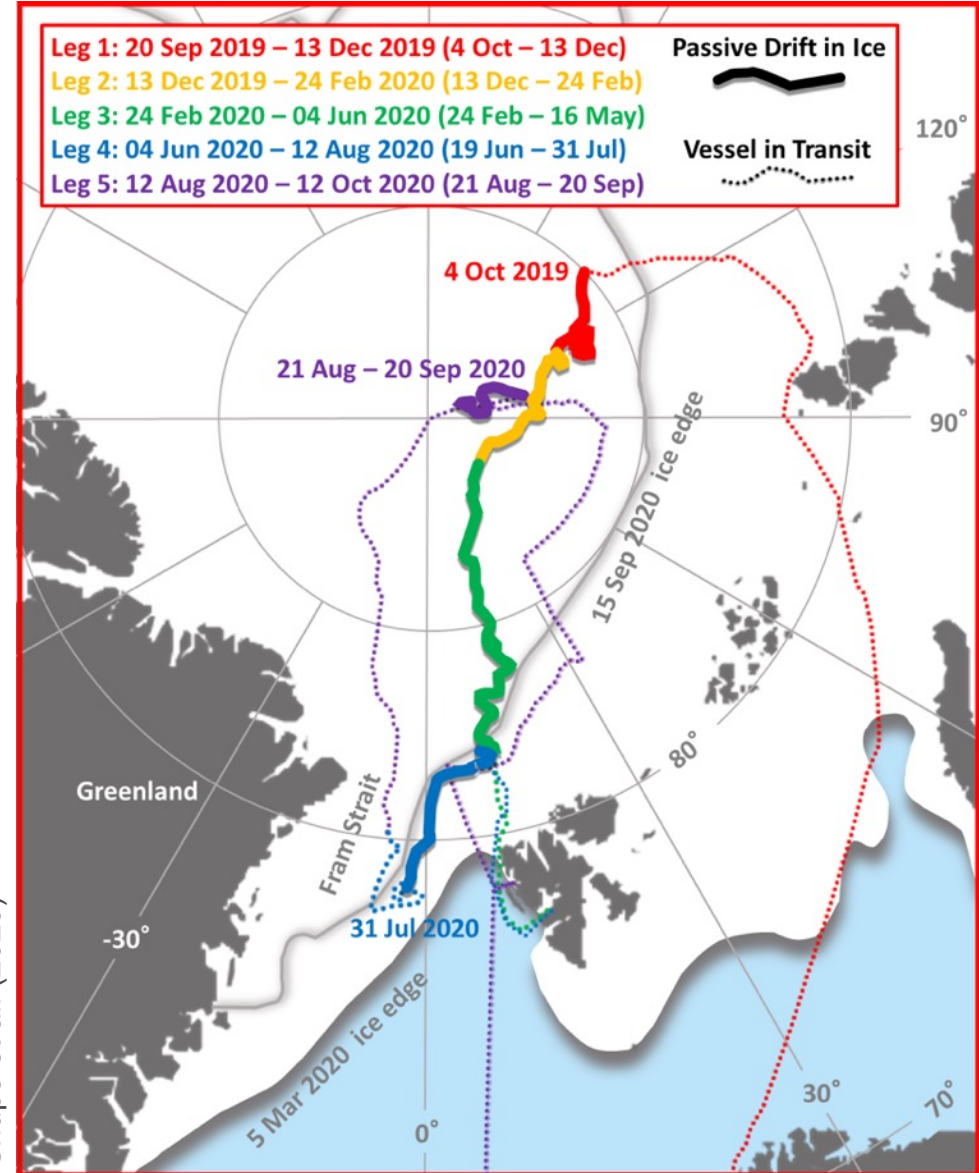 Leg 1: 20 Sep 2019 – 13 Dec 2019 (4 Oct – 13 Dec)
Leg 2: 13 Dec 2019 – 24 Feb 2020 (13 Dec – 24 Feb)
Leg 3: 24 Feb 2020 – 04 Jun 2020 (24 Feb – 16 May)
Leg 4: 04 Jun 2020 – 12 Aug 2020 (19 Jun – 31 Jul)
Leg 5: 12 Aug 2020 – 12 Oct 2020 (21 Aug – 20 Sep)
Passive Drift in Ice
Vessel in Transit
120°
4 Oct 2019
21 Aug – 20 Sep 2020
90°
15 Sep 2020 ice edge
80°
Greenland
Fram Strait
-30°
31 Jul 2020
5 Mar 2020 ice edge
0°
30°
70°